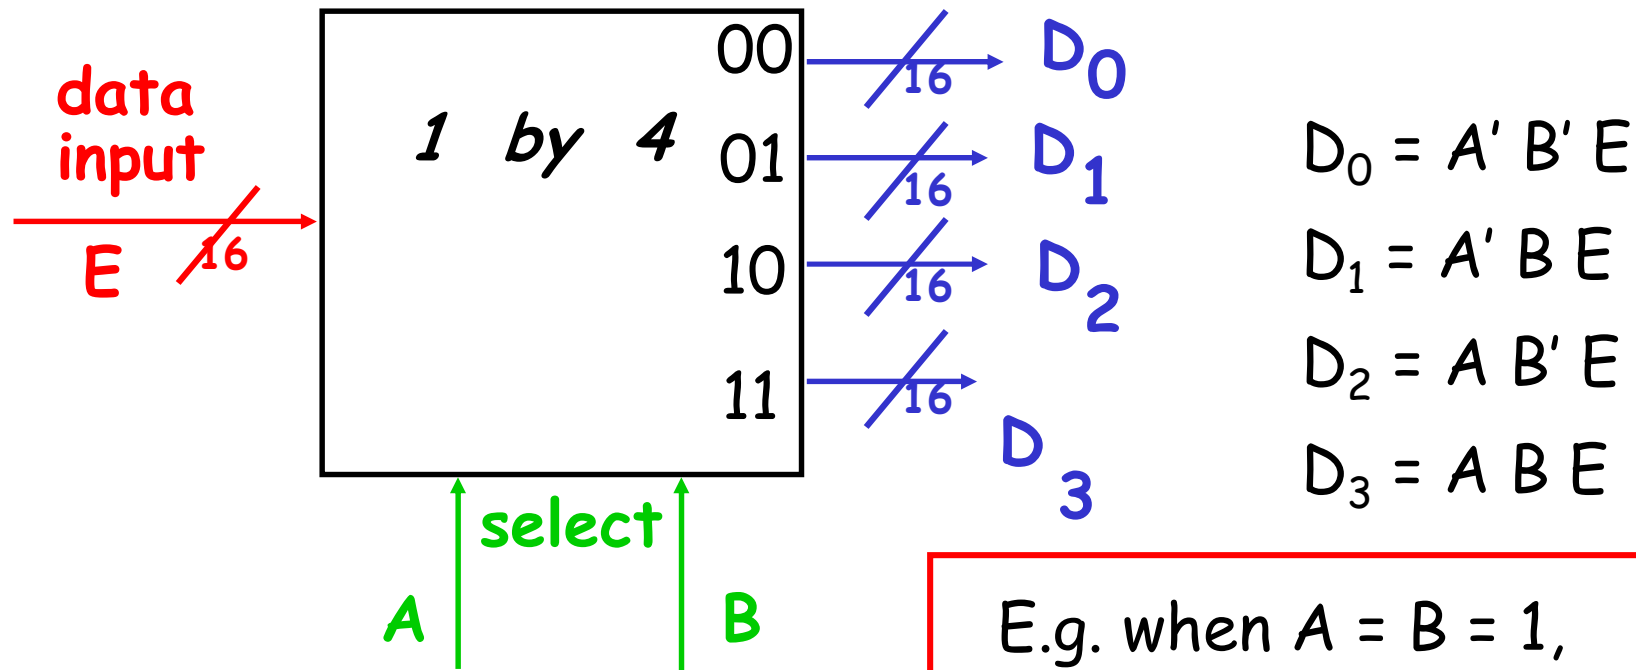 data
input
16
E
1 by 4
00
01
10
11
16
16
16
16
D0
D1
D2
D3
select
A
B
D0 = A' B' E
D1 = A' B E
D2 = A B' E
D3 = A B E
E.g. when A = B = 1,